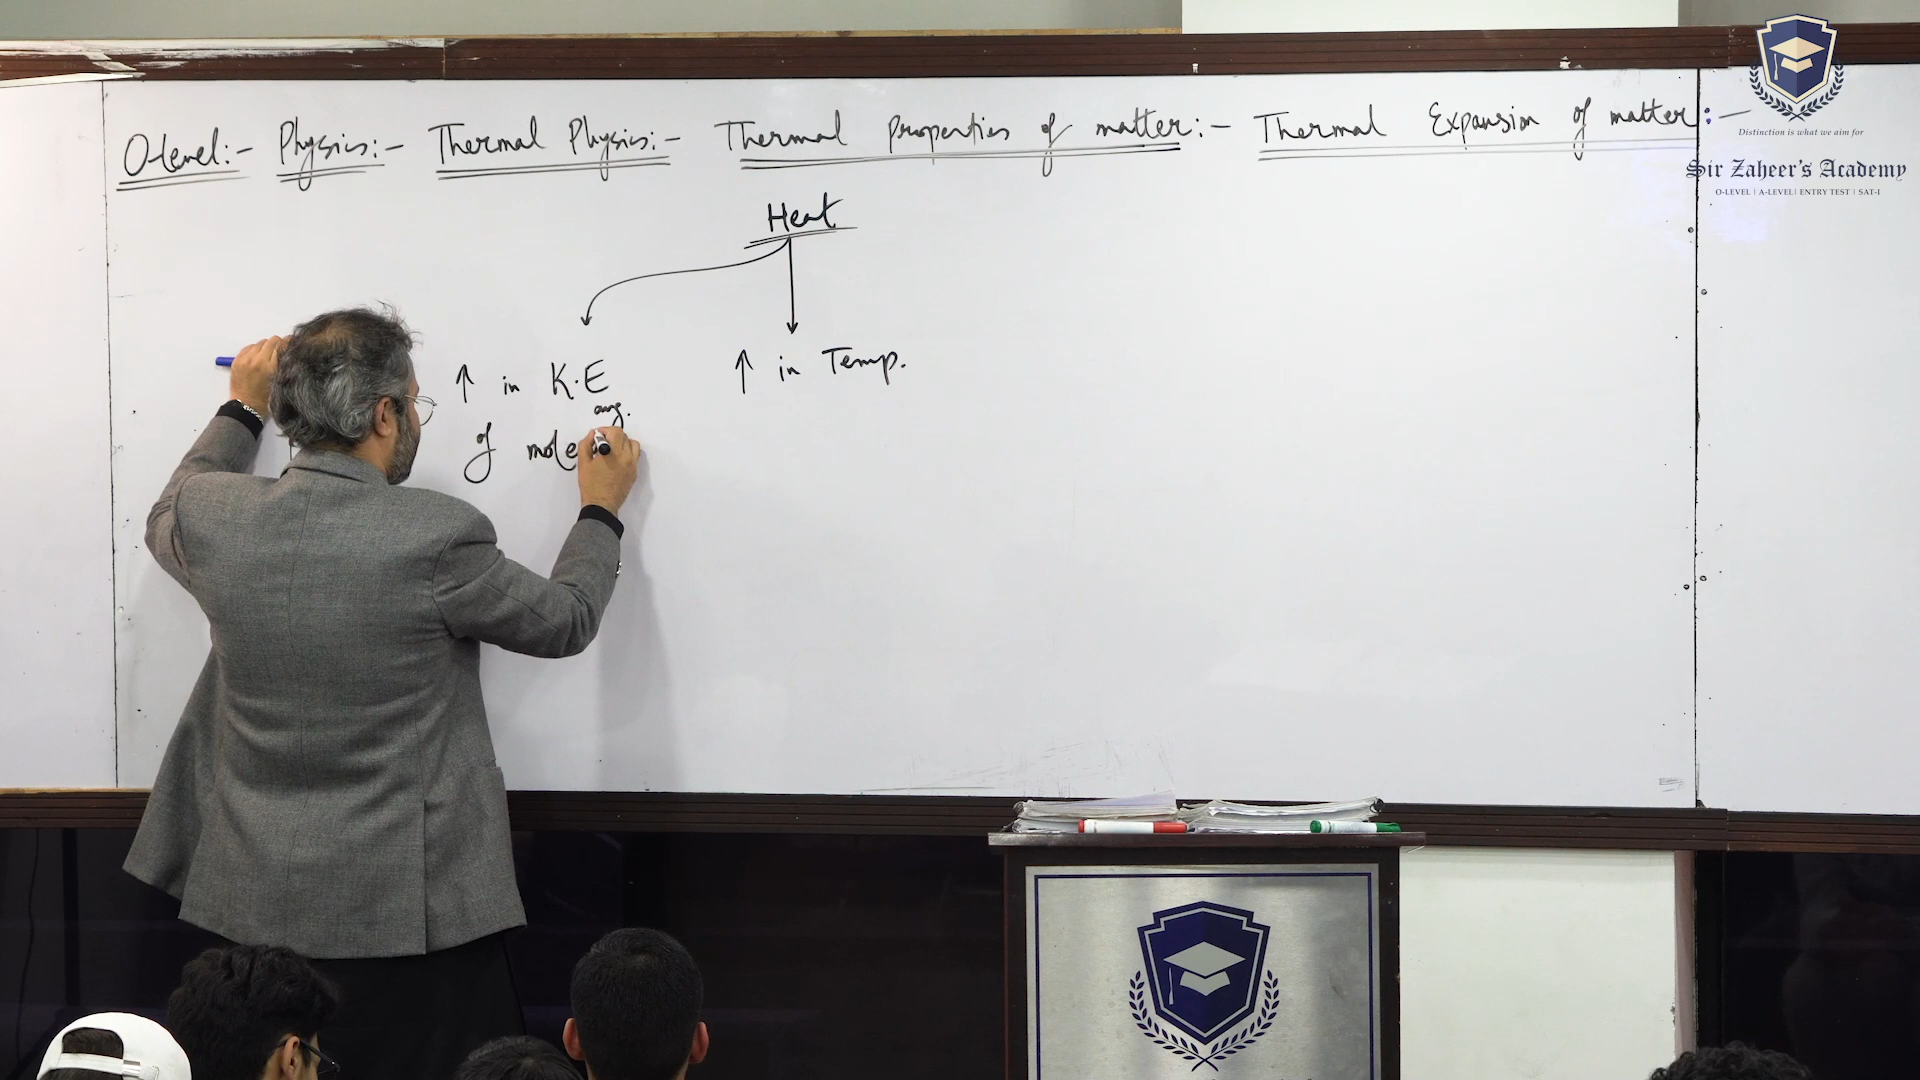 O-Level:- Physics:- Thermal Physics:- Thermal Properties of matter:- Thermal Expansion of matter:-
Distinction is what we aim for
Sir Zaheer's Academy
O-LEVEL | A-LEVEL | ENTRY TEST | SAT-I
Heat
↑ in K.E avg.
↑ in Temp.
of mole